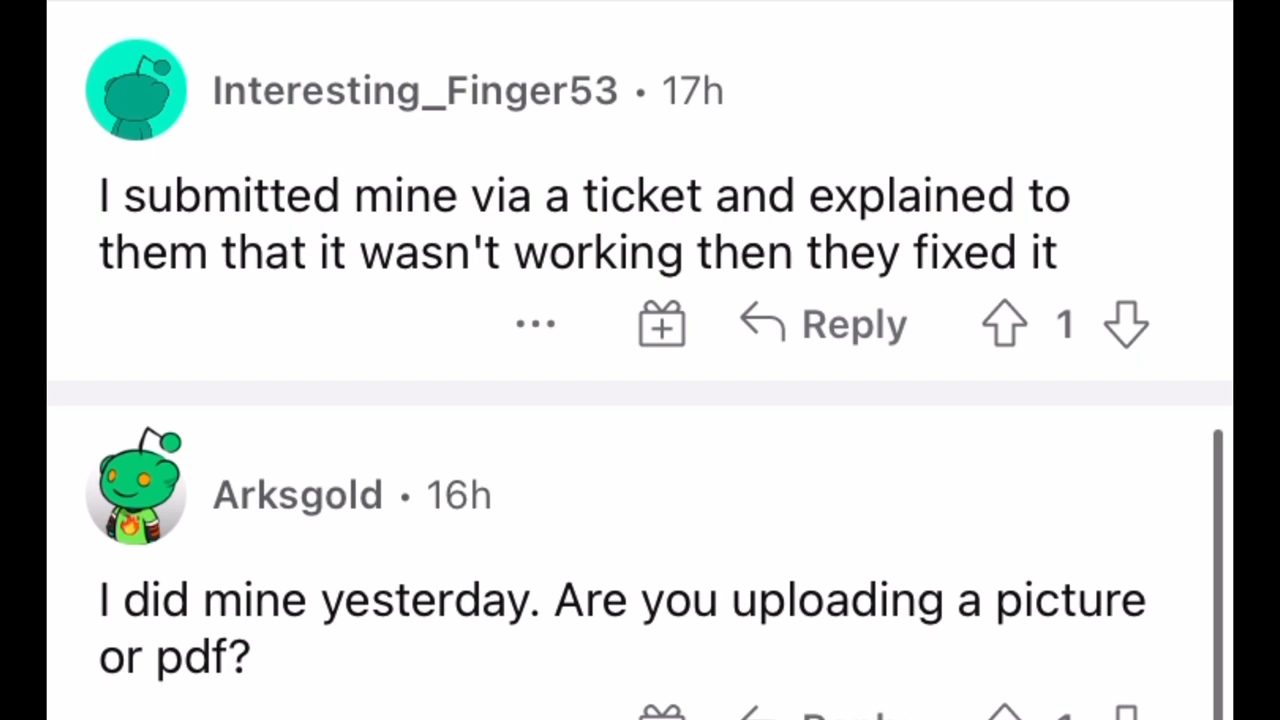 Interesting_Finger53 • 17h
I submitted mine via a ticket and explained to
them that it wasn't working then they fixed it
... Reply 1
Arksgold • 16h
I did mine yesterday. Are you uploading a picture
or pdf?